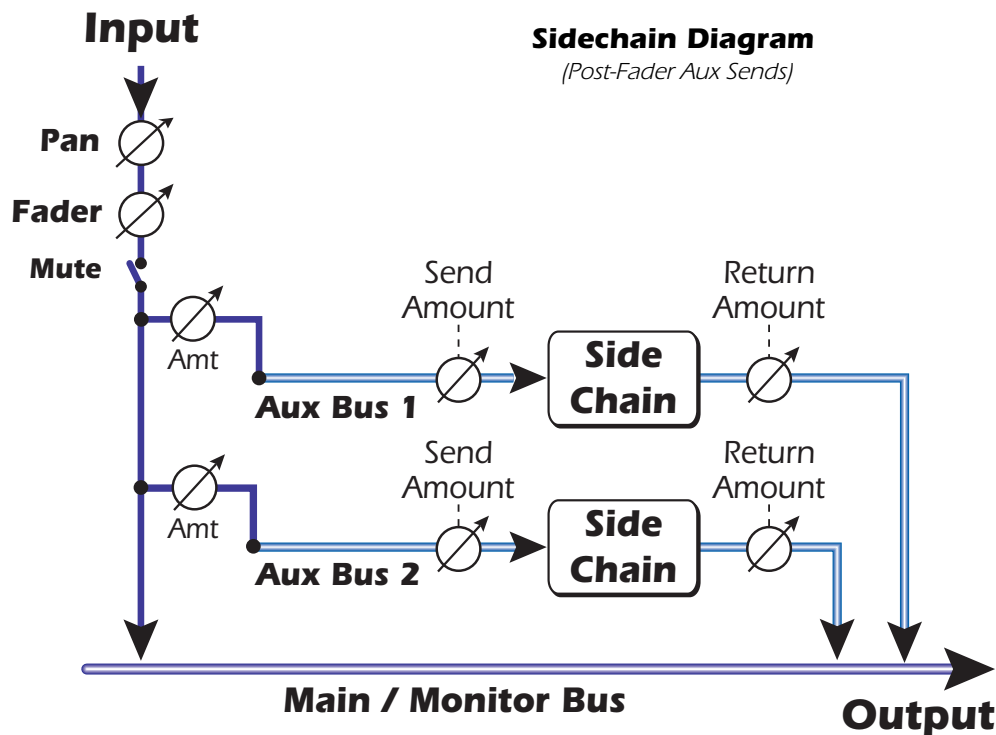 Input
Sidechain Diagram
(Post-Fader Aux Sends)
Pan
Fader
Mute
Amt
Send
Amount
Return
Amount
Side
Chain
Aux Bus 1
Amt
Send
Amount
Return
Amount
Side
Chain
Aux Bus 2
Main / Monitor Bus
Output